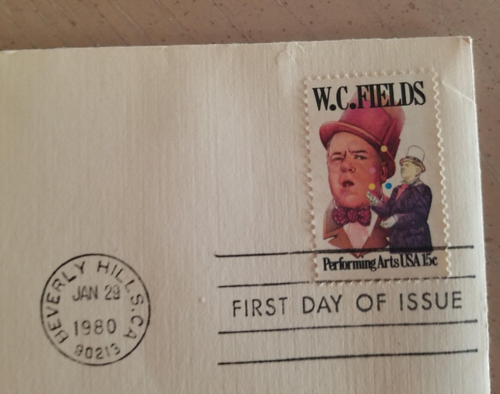 W.C.FIELDS
Performing Arts USA 15c
FIRST DAY OF ISSUE
BEVERLY HILLS, CA
JAN 29
1980
90213